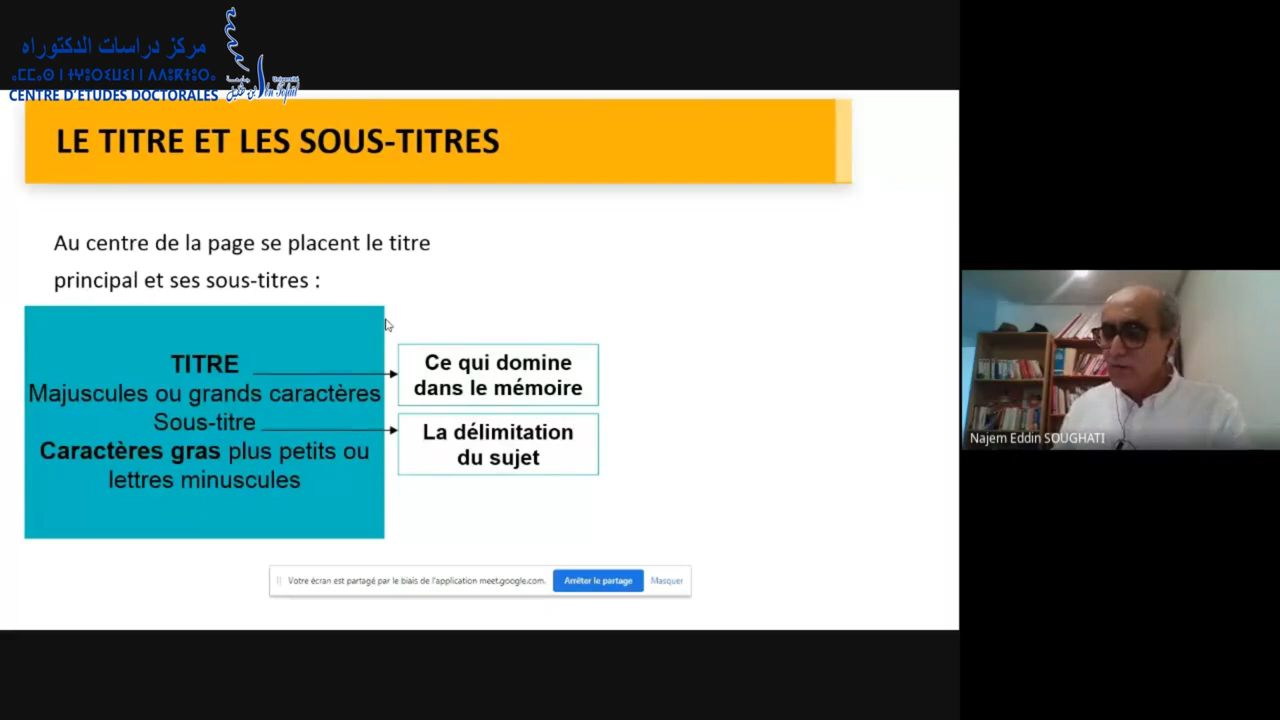 مركز دراسات الدكتوراه
CENTRE D'ETUDES DOCTORALES
Université
Ibn Tofail
LE TITRE ET LES SOUS-TITRES
Au centre de la page se placent le titre
principal et ses sous-titres :
TITRE
Majuscules ou grands caractères
Sous-titre
Caractères gras plus petits ou
lettres minuscules
Ce qui domine
dans le mémoire
La délimitation
du sujet
Votre écran est partagé par le biais de l'application meet.google.com.
Arrêter le partage
Masquer
Najem Eddin SOUGHATI